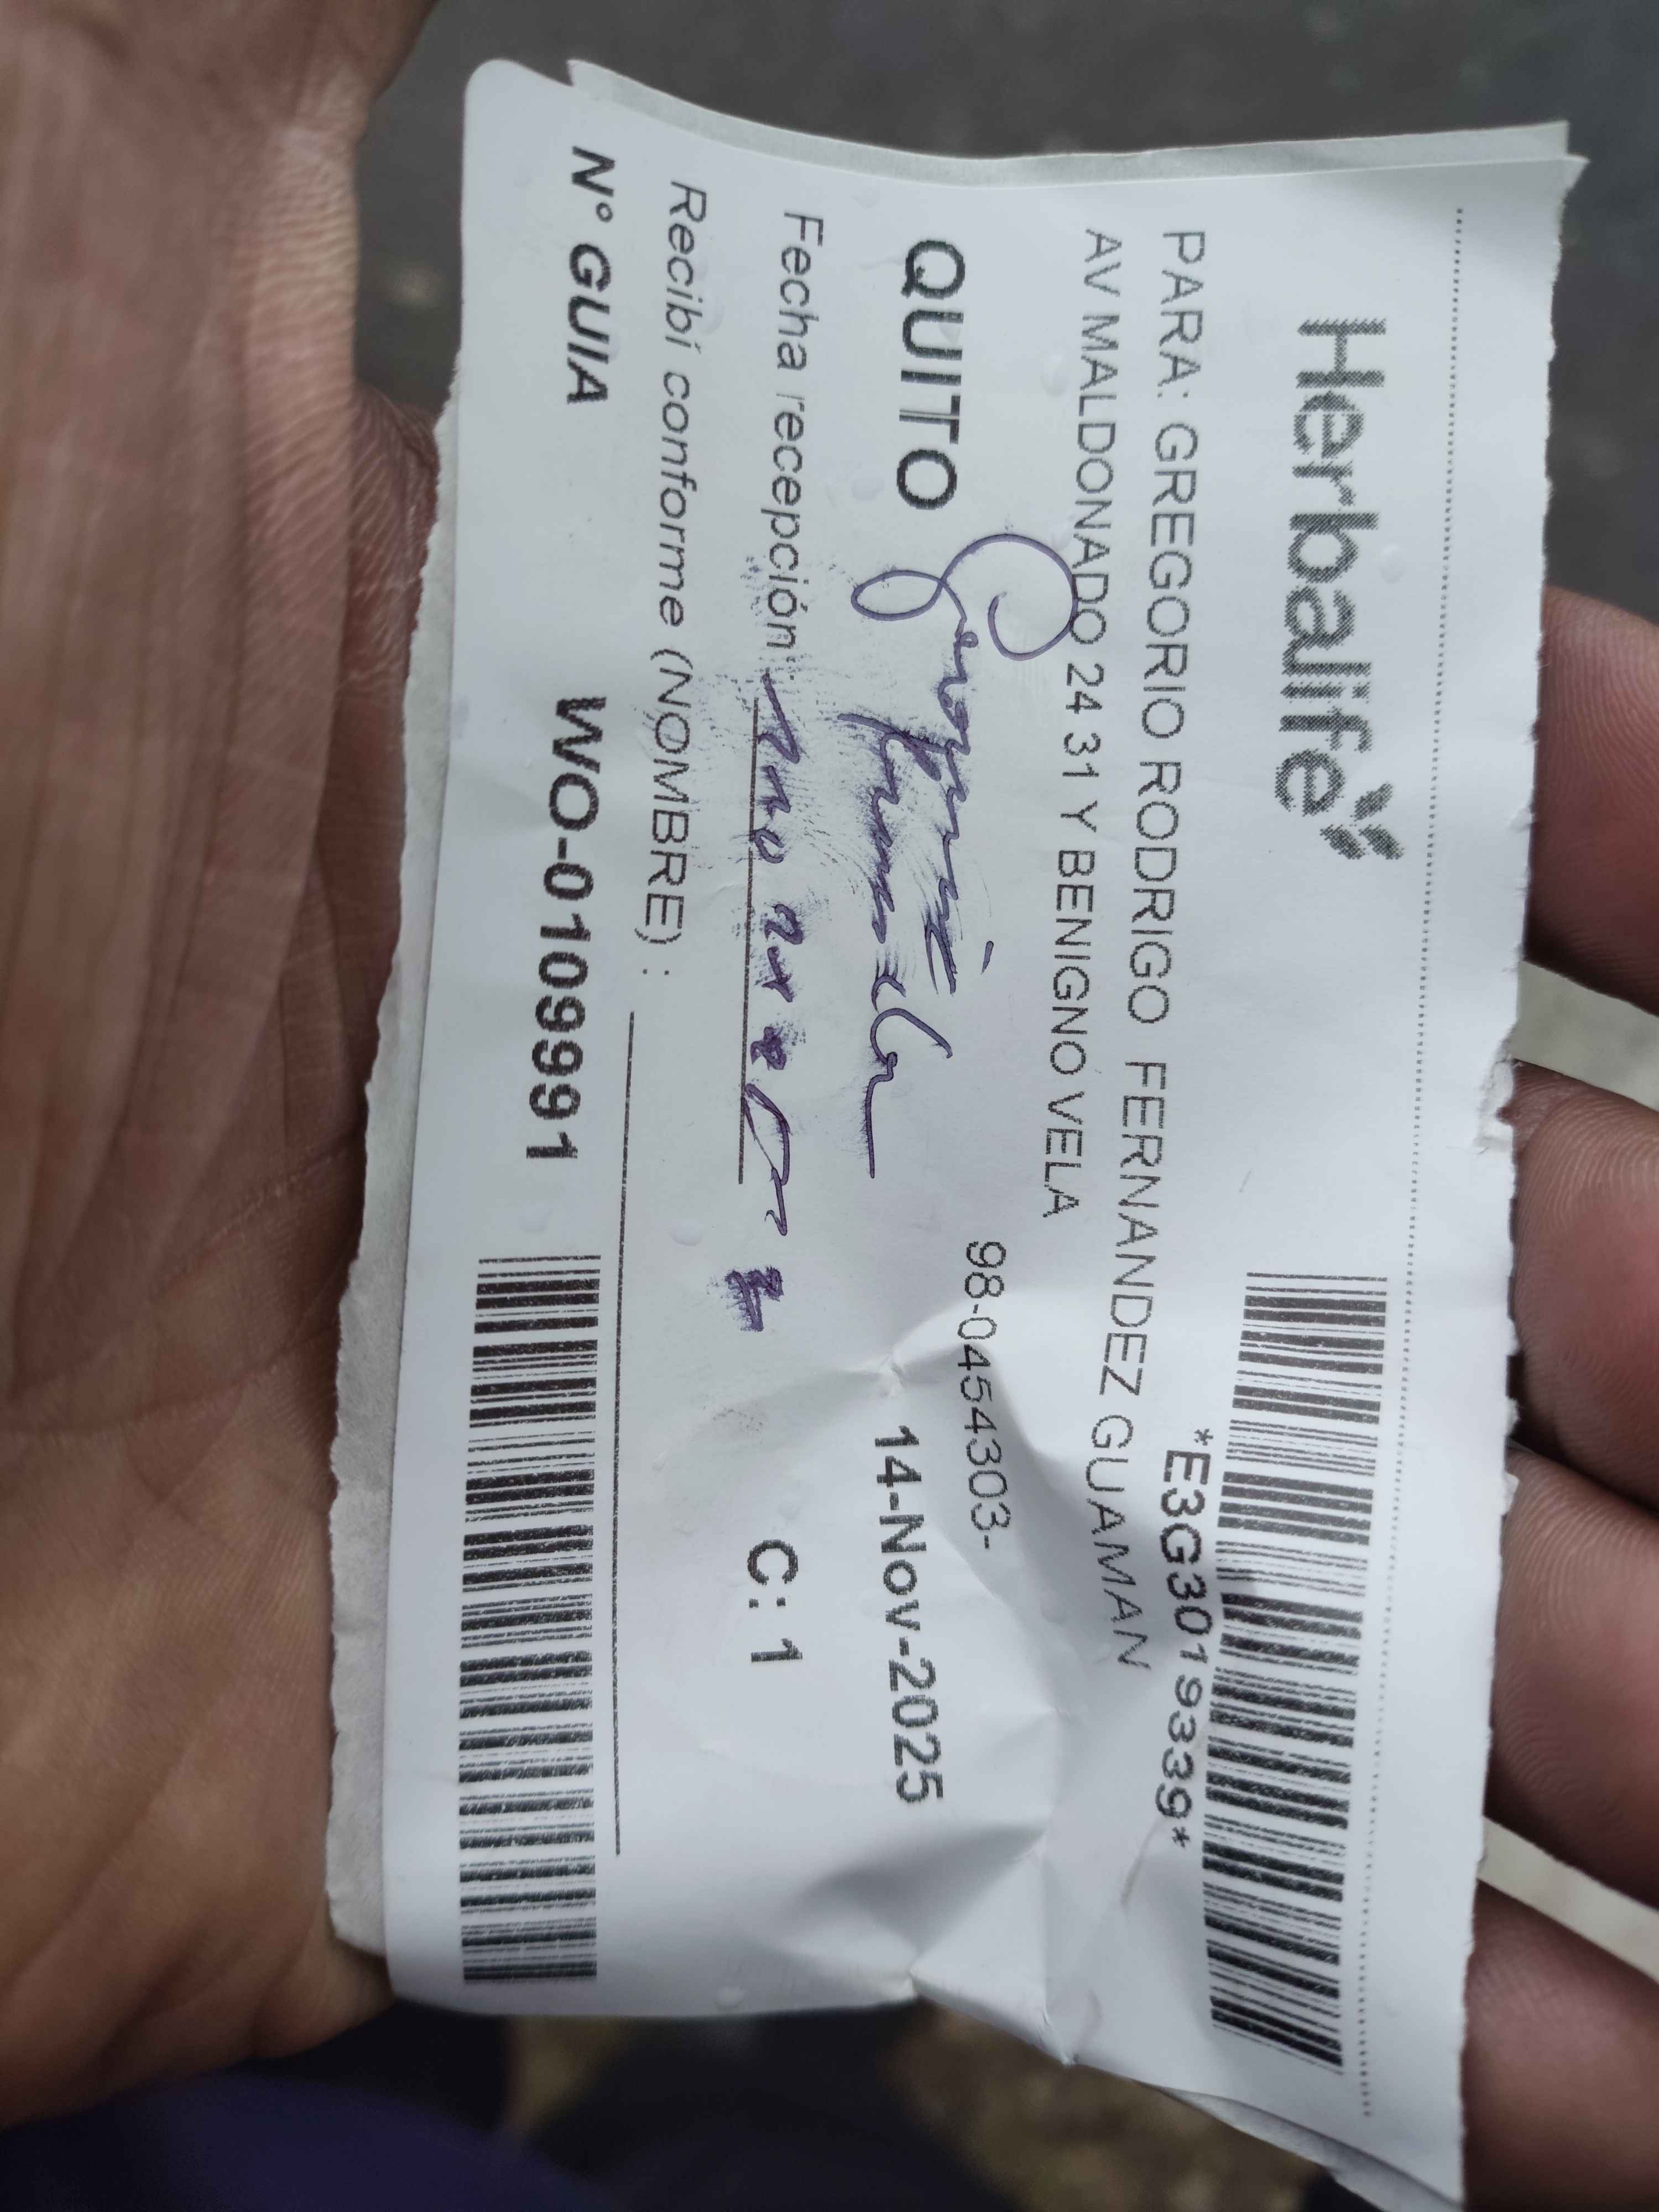 Herbalife
*E3G3019339*
PARA: GREGORIO RODRIGO FERNANDEZ GUAMAN
AV MALDONADO 24 31 Y BENIGNO VELA
98-0454303-
QUITO 14-Nov-2025
Fecha recepción: C: 1
Recibí conforme (NOMBRE) :
N° GUIA WO-0109991